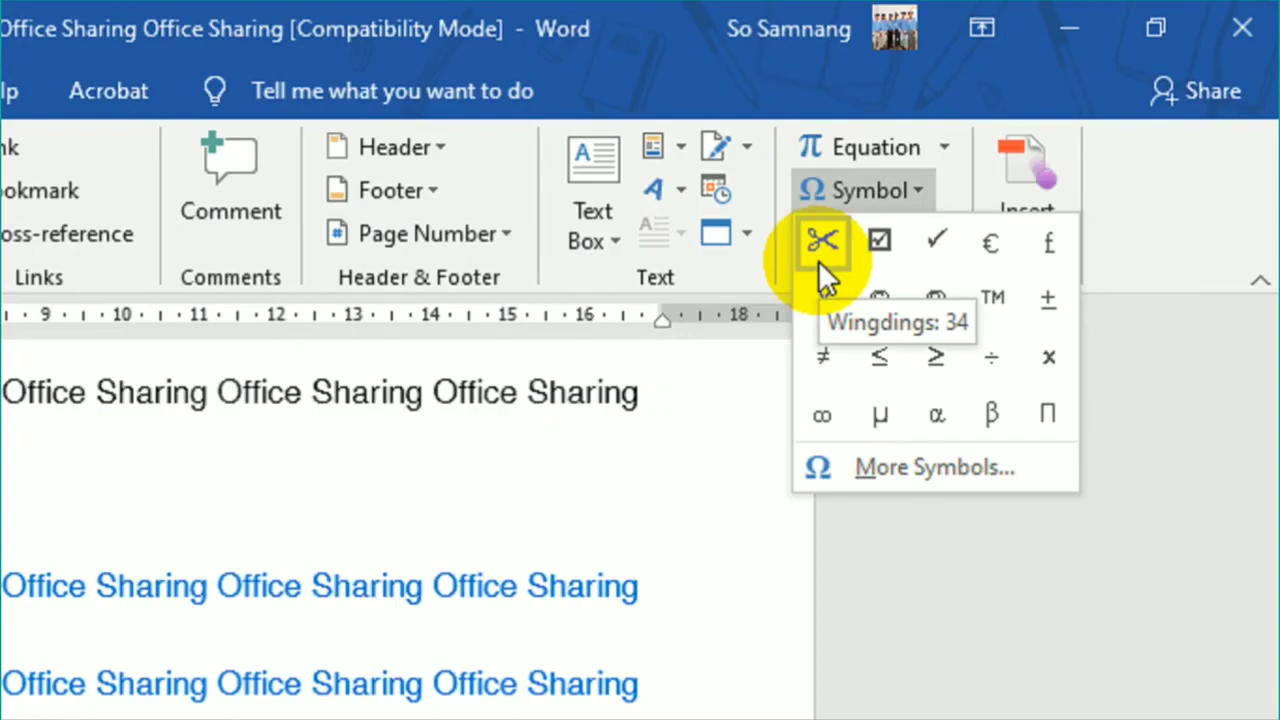 Office Sharing Office Sharing [Compatibility Mode] - Word
So Samnang
lp
Acrobat
Tell me what you want to do
Share
nk
ookmark
oss-reference
Links
Comment
Comments
Header
Footer
# Page Number
Header & Footer
A
Text
Box
A
A
Text
π Equation
Ω Symbol
✓ € £
™ ±
Wingdings: 34
≠ ≤ ≥ ÷ ×
∞ µ α β Π
Ω More Symbols...
9 10 11 12 13 14 15 16 18
Office Sharing Office Sharing Office Sharing
Office Sharing Office Sharing Office Sharing
Office Sharing Office Sharing Office Sharing